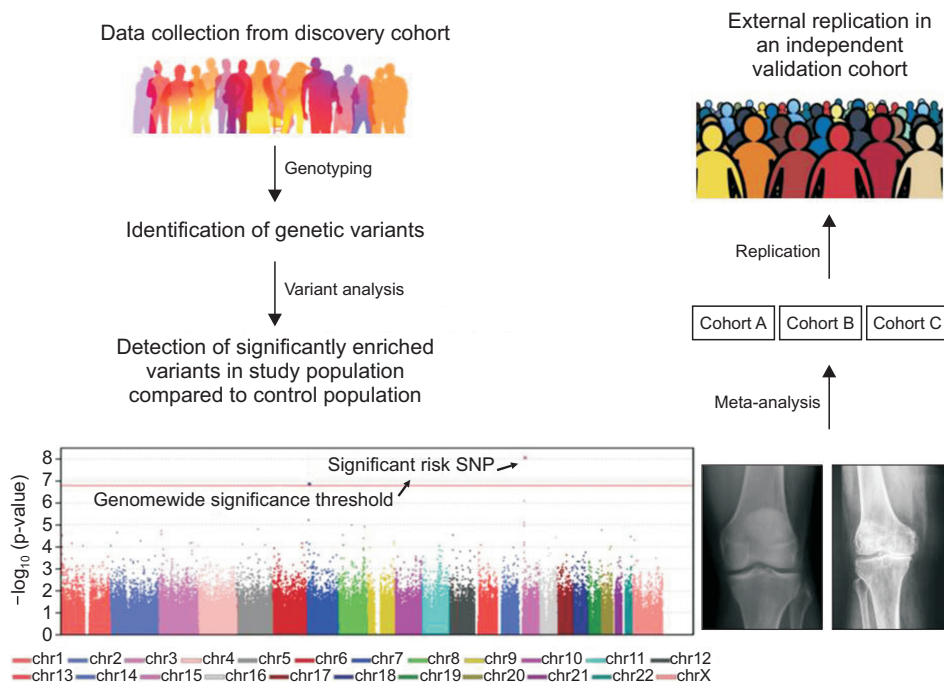 Data collection from discovery cohort
Genotyping
Identification of genetic variants
Variant analysis
Detection of significantly enriched
variants in study population
compared to control population
8
7
6
5
4
3
2
1
0
−log10 (p-value)
Significant risk SNP
Genomewide significance threshold
chr1 chr2 chr3 chr4 chr5 chr6 chr7 chr8 chr9 chr10 chr11 chr12
chr13 chr14 chr15 chr16 chr17 chr18 chr19 chr20 chr21 chr22 chrX
External replication in
an independent
validation cohort
Replication
Cohort A Cohort B Cohort C
Meta-analysis